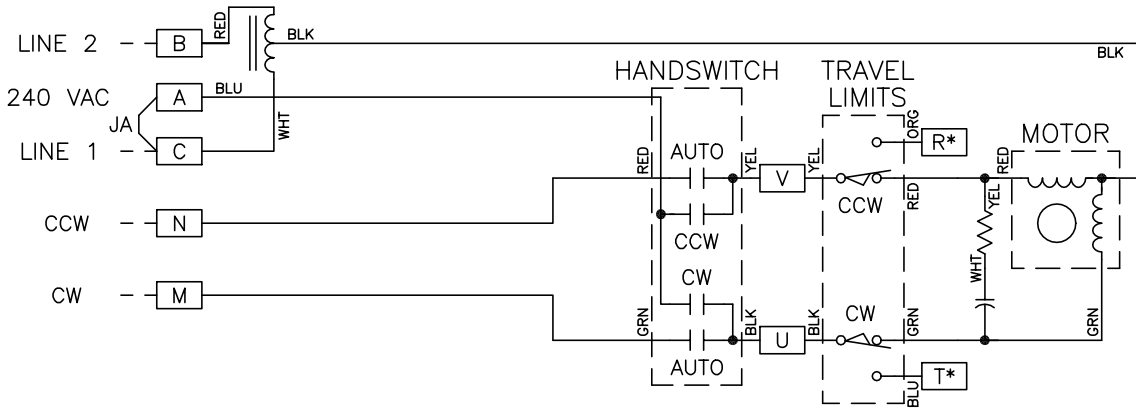 LINE 2
B
RED
BLK
BLK
240 VAC
A
BLU
JA
WHT
LINE 1
C
HANDSWITCH
TRAVEL
LIMITS
MOTOR
AUTO
RED
YEL
V
YEL
ORG
R*
CCW
RED
RED
YEL
CCW
N
CCW
CW
M
CW
WHT
GRN
BLK
U
BLK
CW
GRN
GRN
AUTO
BLU
T*